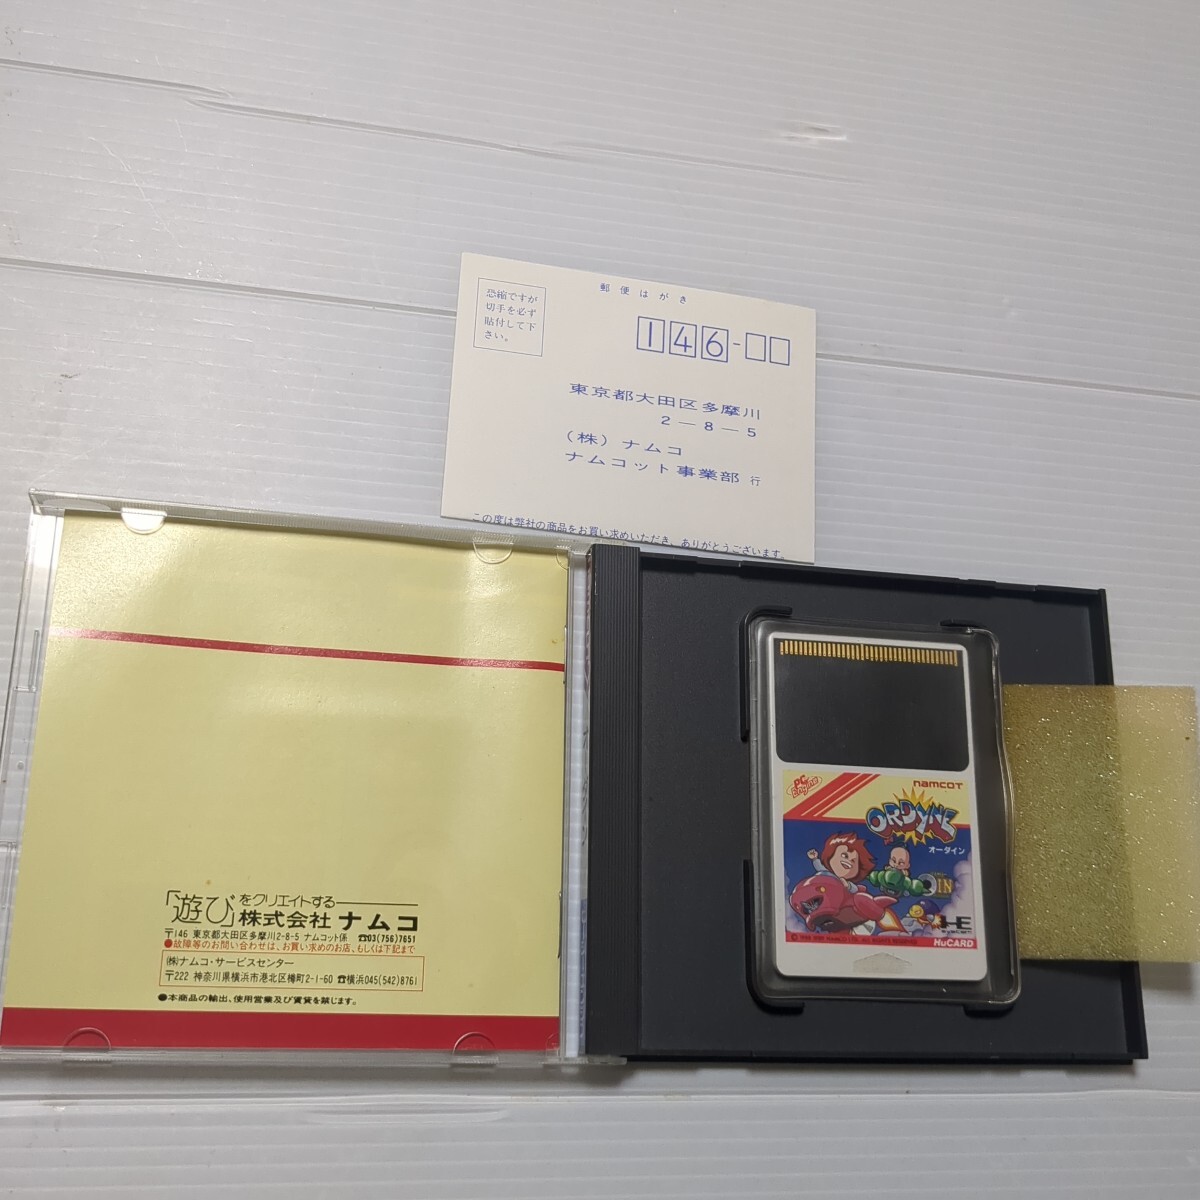 郵便はがき
恐縮ですが
切手を必ず
貼付して下
さい。
146-
東京都大田区多摩川
2-8-5
(株)ナムコ
ナムコット事業部 行
この度は弊社の商品をお買い求めいただき、ありがとうございます。
「遊び」をクリエイトする
株式会社 ナムコ
〒146 東京都大田区多摩川2-8-5 ナムコット係 ☎03(756)7651
●故障等のお問い合わせは、お買い求めのお店、もしくは下記まで
㈱ナムコ・サービスセンター
〒222 神奈川県横浜市港北区樽町2-1-60 ☎横浜045(542)8761
●本商品の輸出、使用営業及び賃貸を禁じます。
PC Engine
namcot
ORDYNE
オーダイン
IN
HE
HuCARD